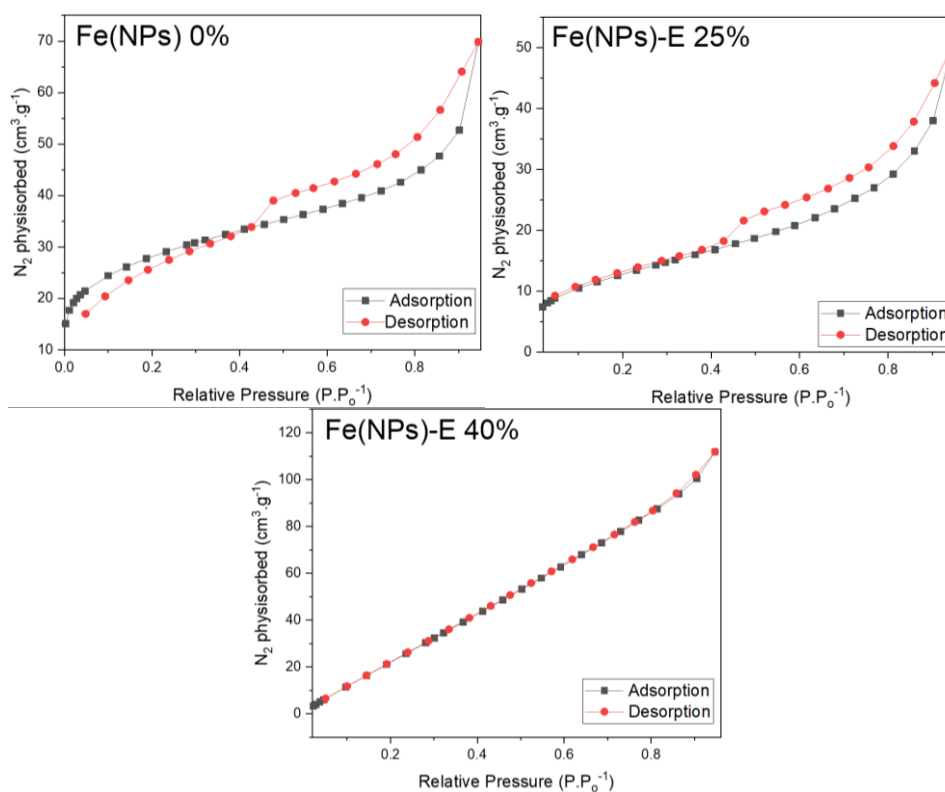 Fe(NPs) 0%
70
60
50
40
30
20
10
N₂ physisorbed (cm³.g⁻¹)
Adsorption
Desorption
0.0 0.2 0.4 0.6 0.8
Relative Pressure (P.Pₒ⁻¹)
Fe(NPs)-E 25%
50
40
30
20
10
0
N₂ physisorbed (cm³.g⁻¹)
Adsorption
Desorption
0.2 0.4 0.6 0.8
Relative Pressure (P.Pₒ⁻¹)
Fe(NPs)-E 40%
120
100
80
60
40
20
0
N₂ physisorbed (cm³.g⁻¹)
Adsorption
Desorption
0.2 0.4 0.6 0.8
Relative Pressure (P.Pₒ⁻¹)